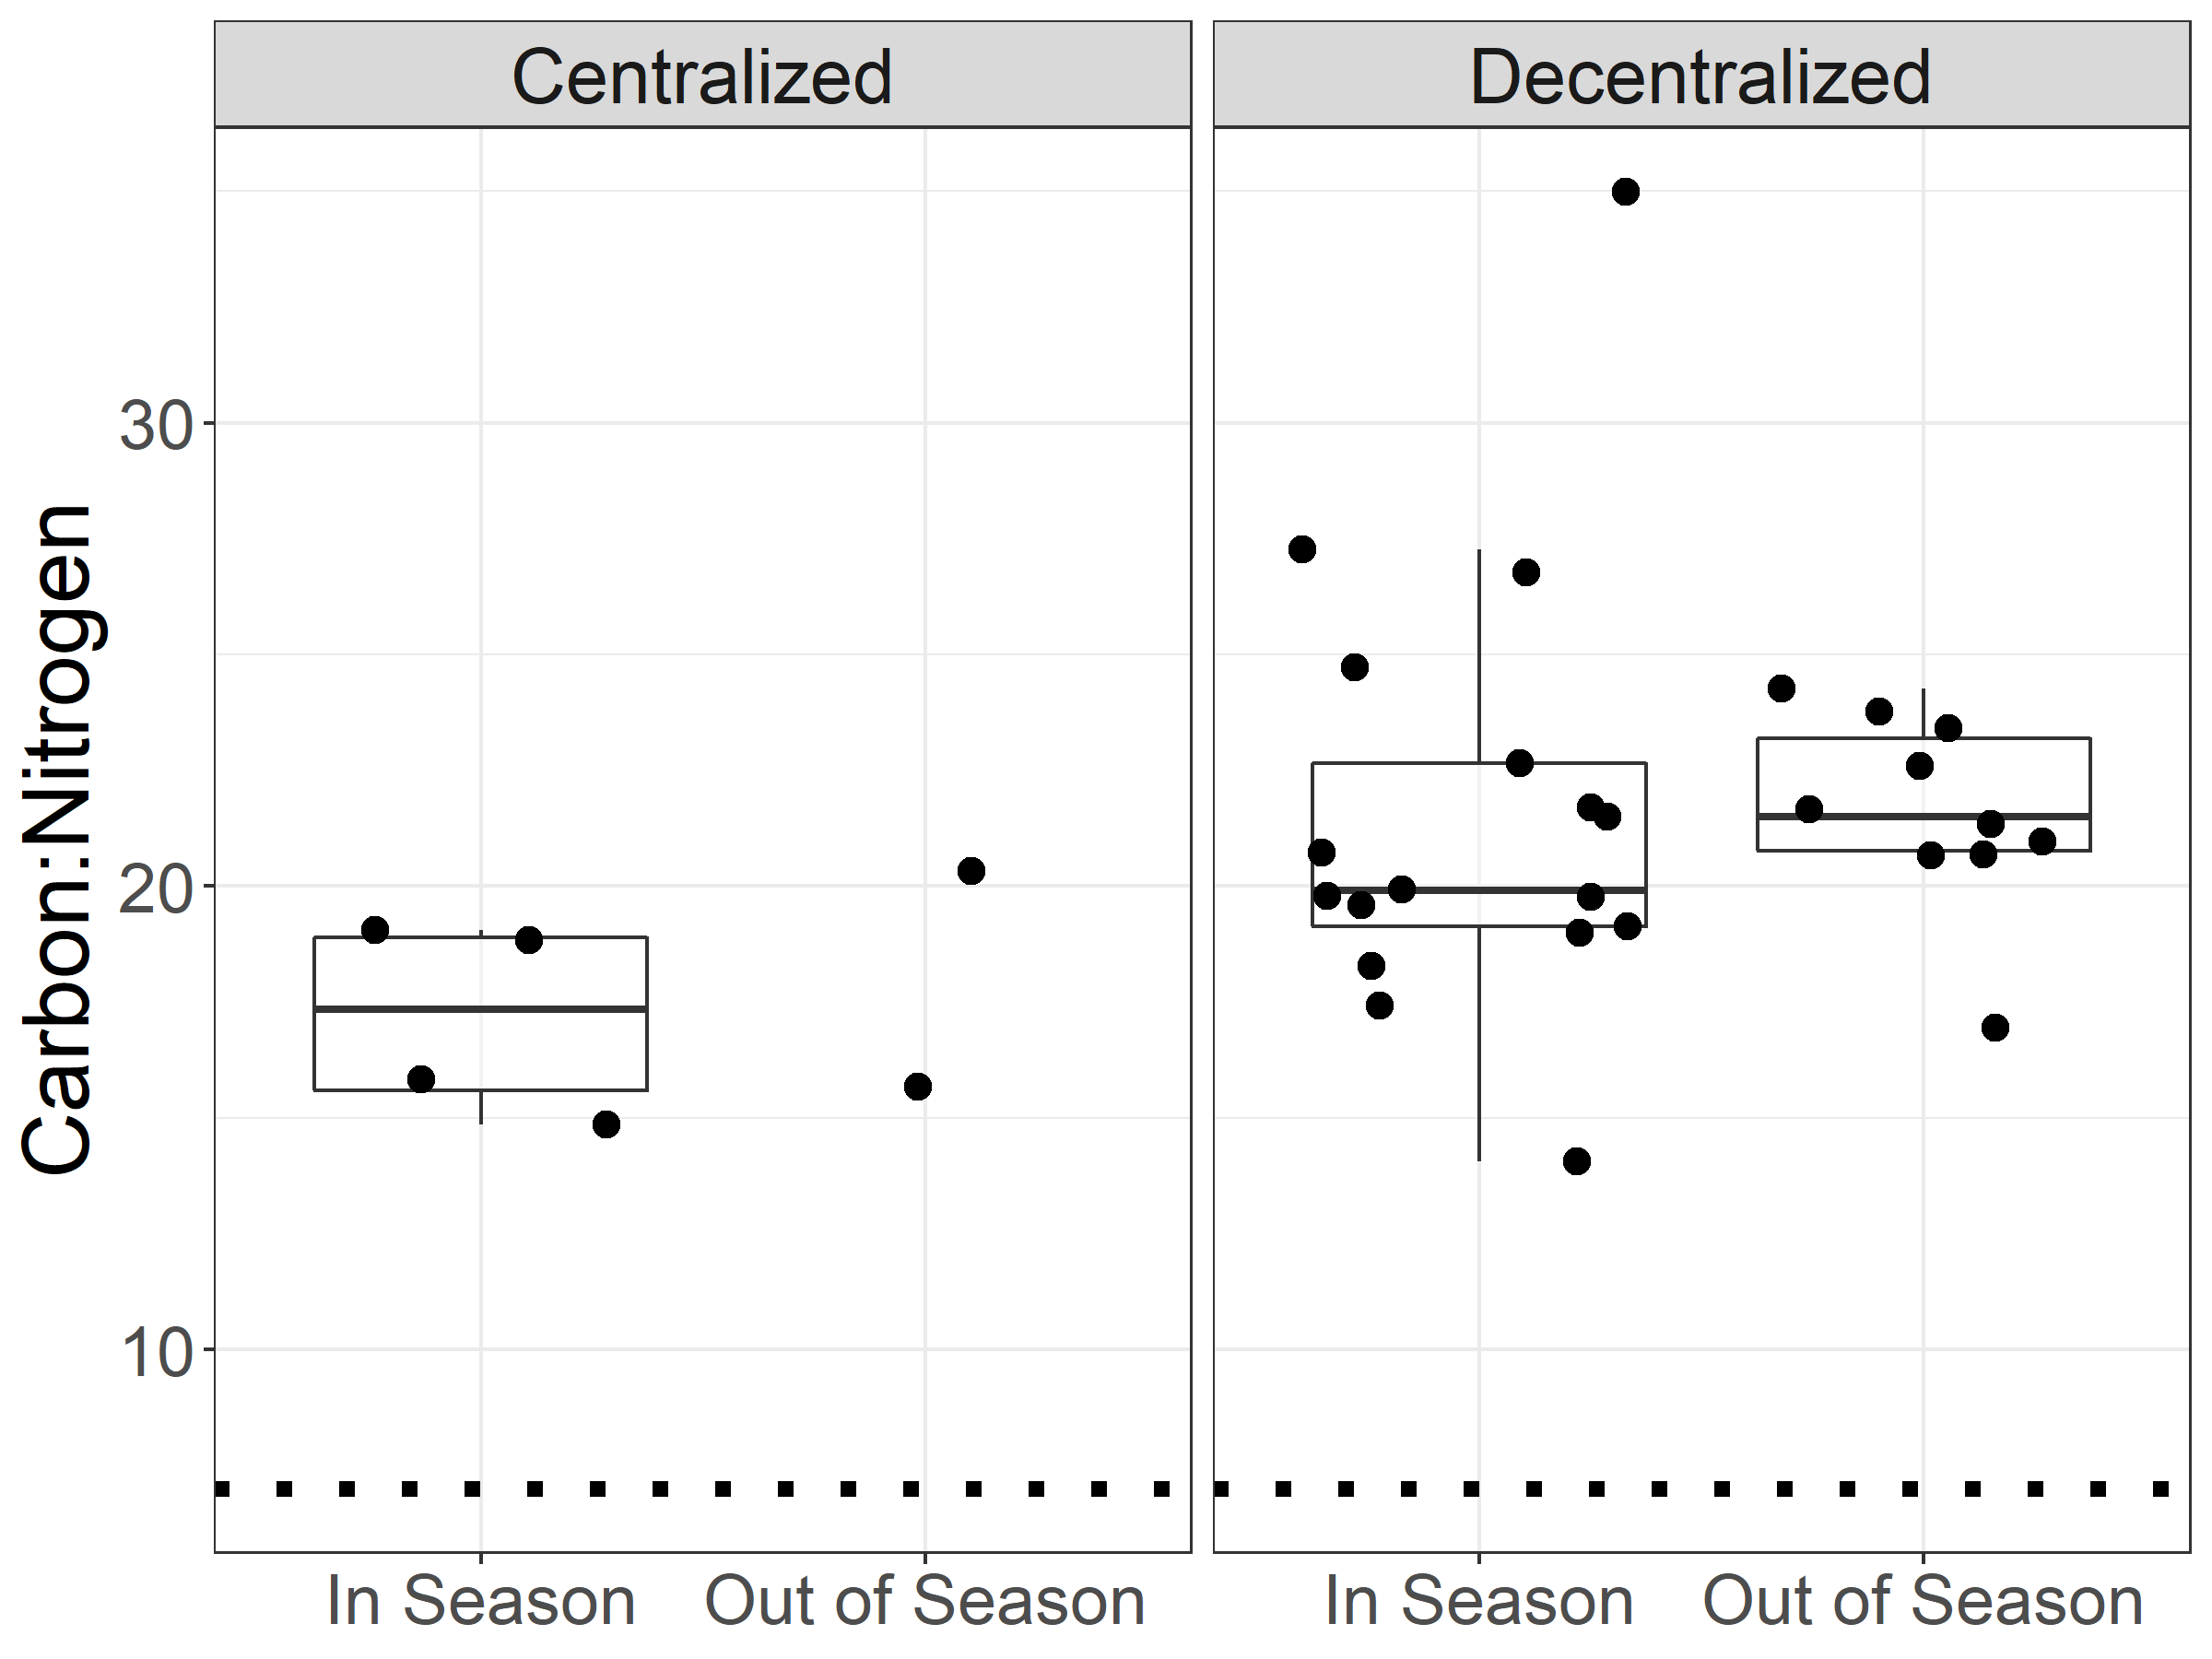 Centralized
Decentralized
Carbon:Nitrogen
30
20
10
In Season
Out of Season
In Season
Out of Season